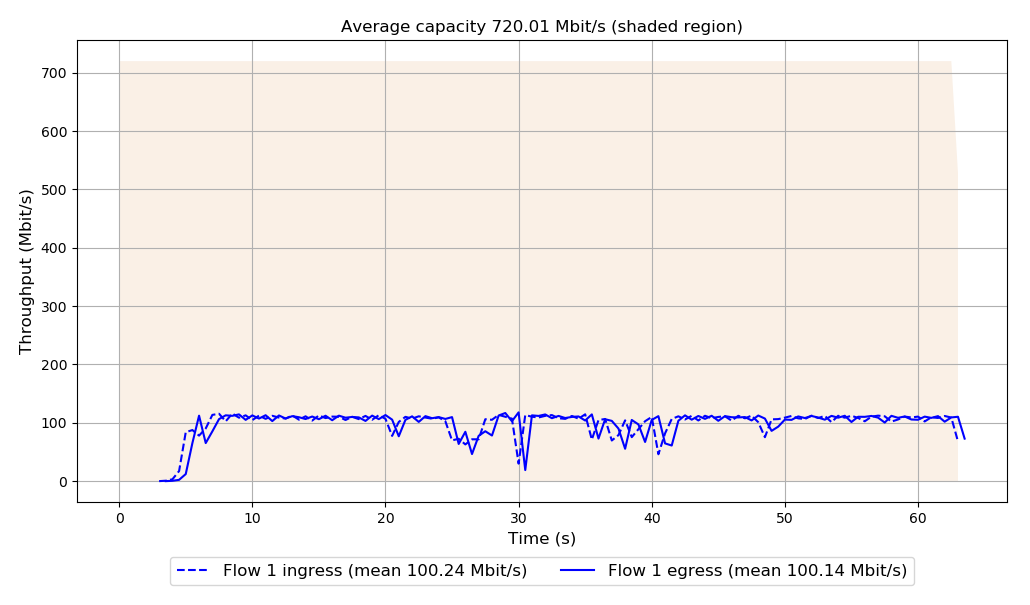 Average capacity 720.01 Mbit/s (shaded region)
Throughput (Mbit/s)
700
600
500
400
300
200
100
0
0 10 20 30 40 50 60
Time (s)
Flow 1 ingress (mean 100.24 Mbit/s) Flow 1 egress (mean 100.14 Mbit/s)